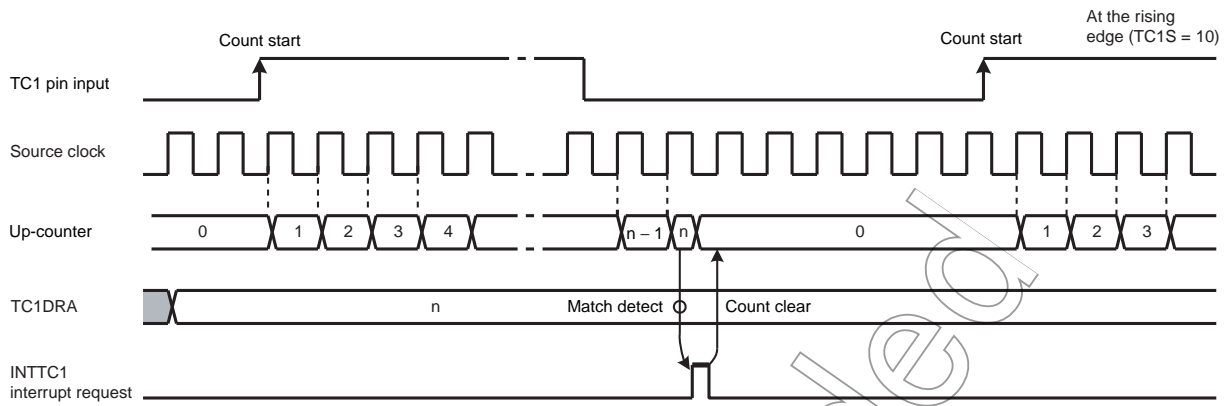 At the rising
edge (TC1S = 10)
Count start
Count start
TC1 pin input
Source clock
Up-counter
0
1
2
3
4
n – 1
n
0
1
2
3
TC1DRA
n
Match detect
Count clear
INTTC1
interrupt request